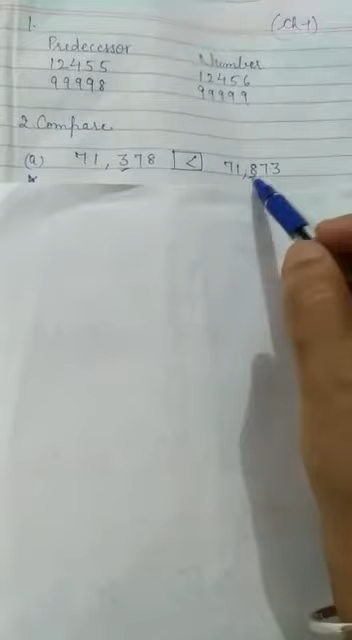 1. (Ch-1)
Predecessor Number
12455 12456
99998 99999
2. Compare.
(a) 71,378 < 71,873